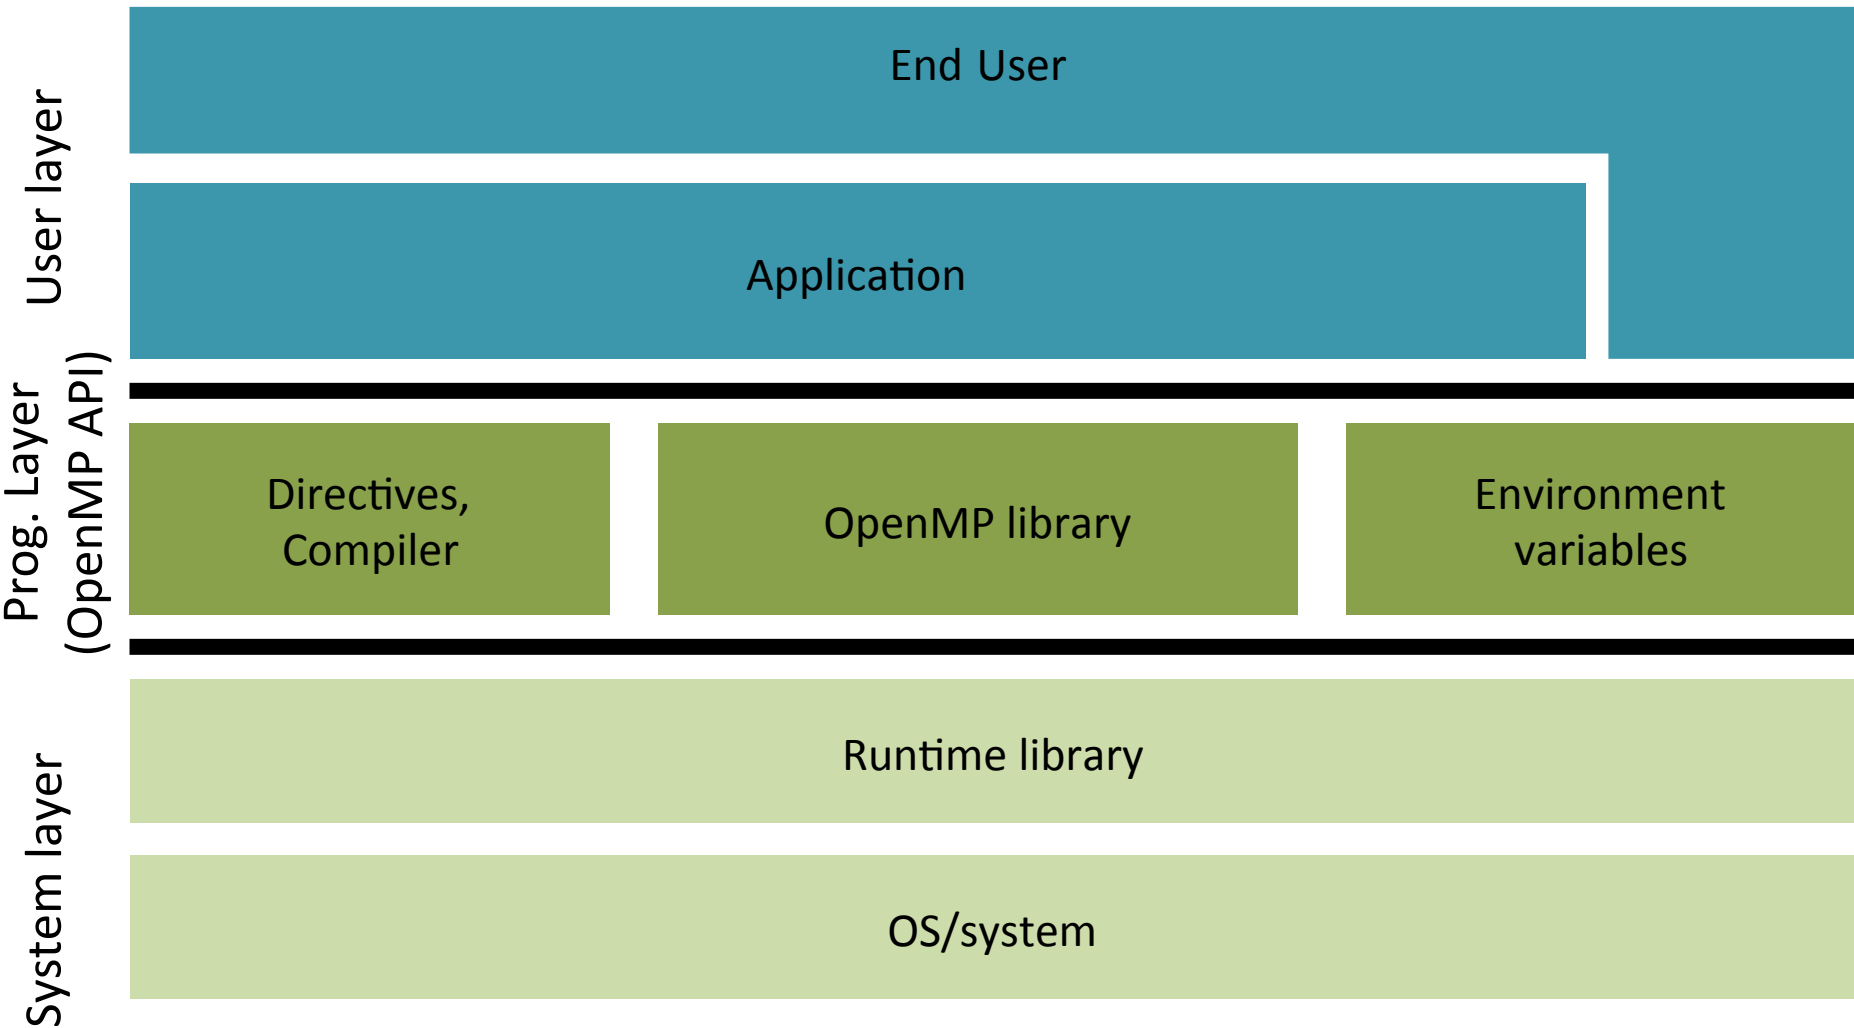 User layer
End User
Application
Prog. Layer
(OpenMP API)
Directives,
Compiler
OpenMP library
Environment
variables
System layer
Runtime library
OS/system